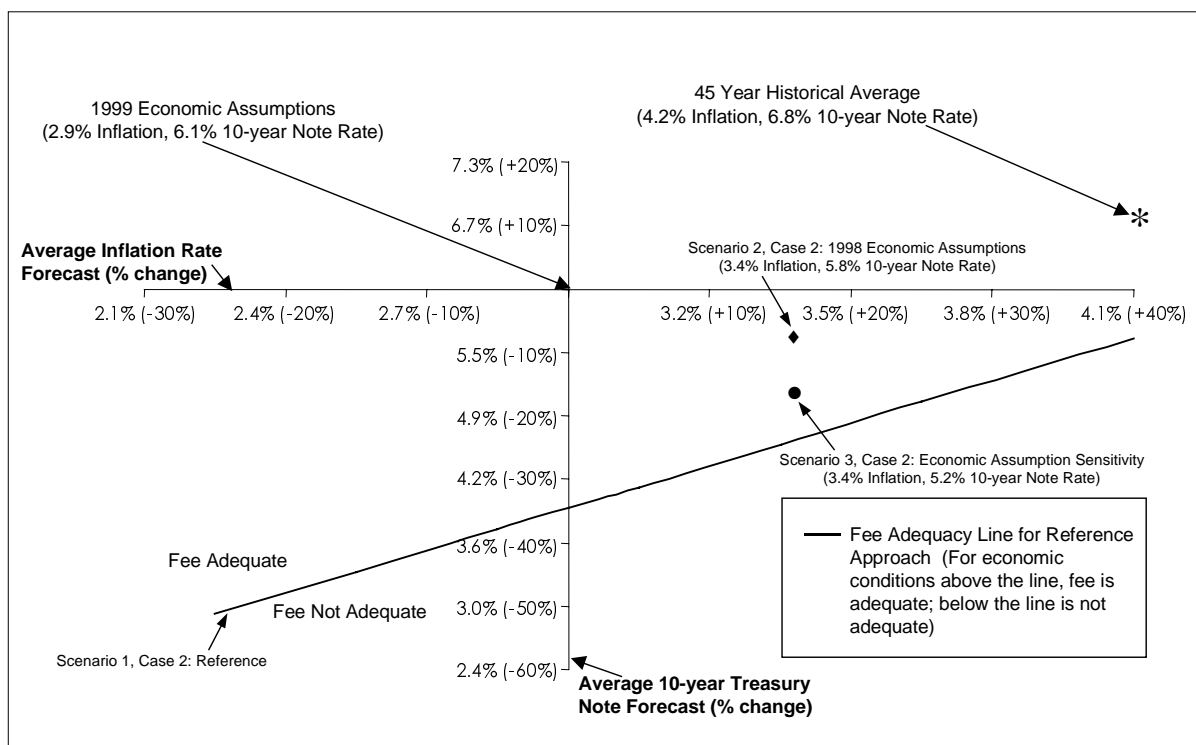 1999 Economic Assumptions
(2.9% Inflation, 6.1% 10-year Note Rate)
45 Year Historical Average
(4.2% Inflation, 6.8% 10-year Note Rate)
7.3% (+20%)
6.7% (+10%)
*
Average Inflation Rate
Forecast (% change)
Scenario 2, Case 2: 1998 Economic Assumptions
(3.4% Inflation, 5.8% 10-year Note Rate)
2.1% (-30%)
2.4% (-20%)
2.7% (-10%)
3.2% (+10%)
3.5% (+20%)
3.8% (+30%)
4.1% (+40%)
5.5% (-10%)
4.9% (-20%)
4.2% (-30%)
3.6% (-40%)
3.0% (-50%)
2.4% (-60%)
Scenario 3, Case 2: Economic Assumption Sensitivity
(3.4% Inflation, 5.2% 10-year Note Rate)
Fee Adequate
Fee Not Adequate
Scenario 1, Case 2: Reference
Average 10-year Treasury
Note Forecast (% change)
Fee Adequacy Line for Reference
Approach (For economic
conditions above the line, fee is
adequate; below the line is not
adequate)